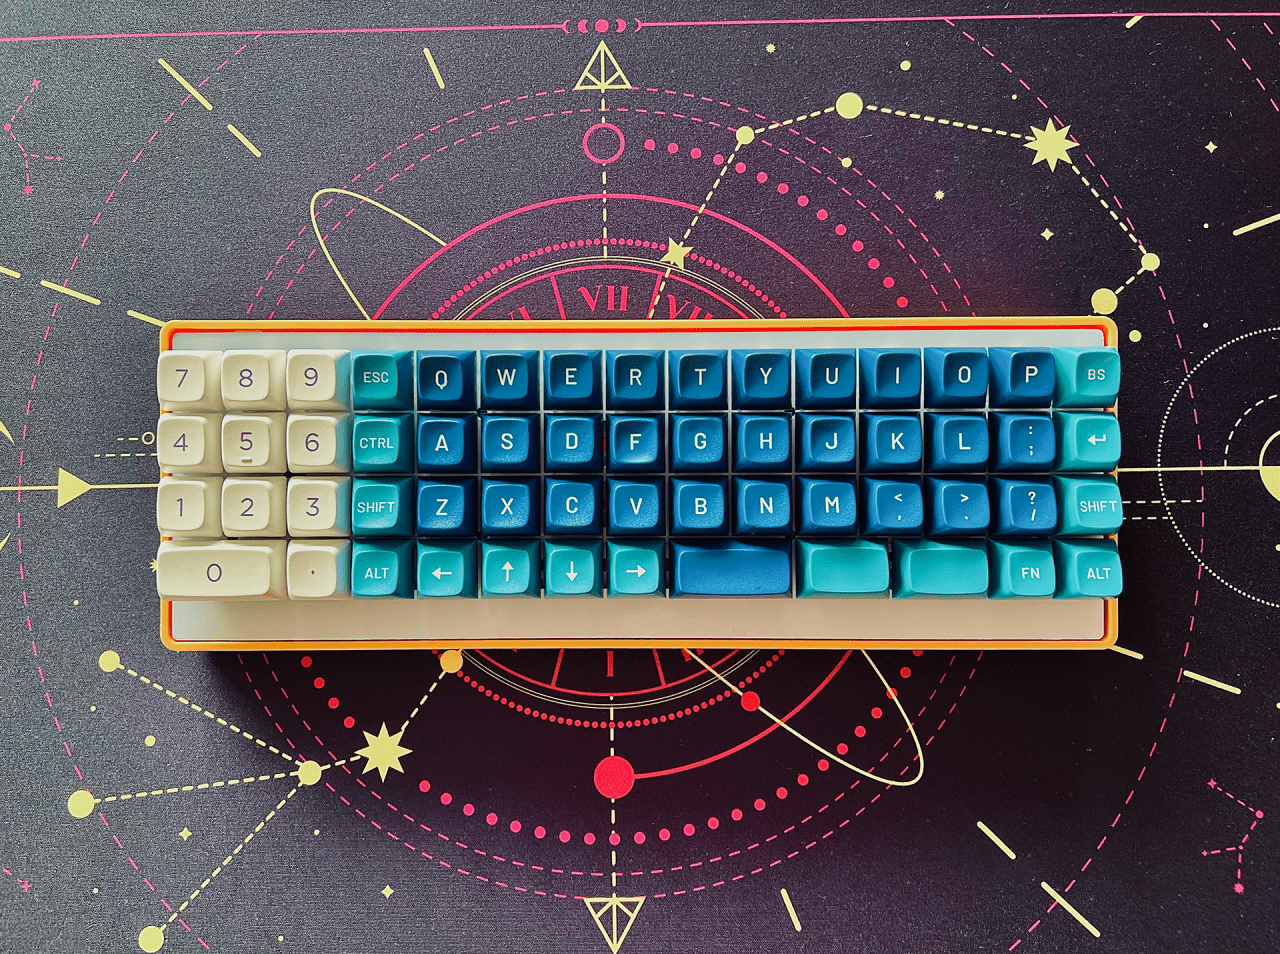 VII VIII
7 8 9 ESC Q W E R T Y U I O P BS
4 5 6 CTRL A S D F G H J K L : ;
1 2 3 SHIFT Z X C V B N M < , > . ? / SHIFT
0 . ALT ← ↑ ↓ → FN ALT
I